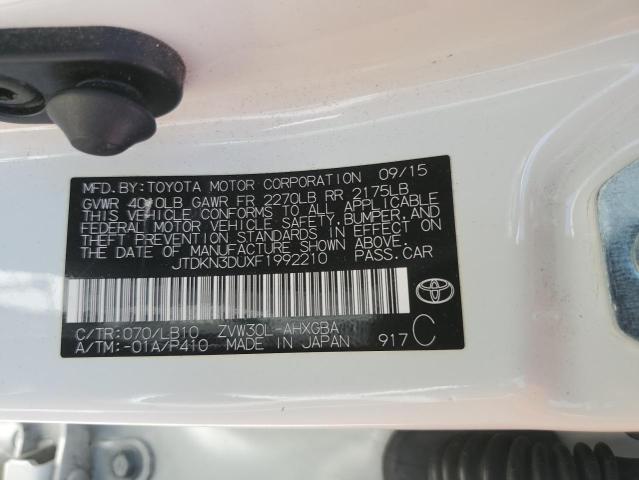 MFD.BY:TOYOTA MOTOR CORPORATION 09/15
GVWR 4010LB GAWR FR 2270LB RR 2175LB
THIS VEHICLE CONFORMS TO ALL APPLICABLE
FEDERAL MOTOR VEHICLE SAFETY, BUMPER, AND
THEFT PREVENTION STANDARDS IN EFFECT ON
THE DATE OF MANUFACTURE SHOWN ABOVE.
JTDKN3DUXF1992210 PASS.CAR
C/TR:070/LB10 ZVW30L-AHXGBA
A/TM:-01A/P410 MADE IN JAPAN 917 C